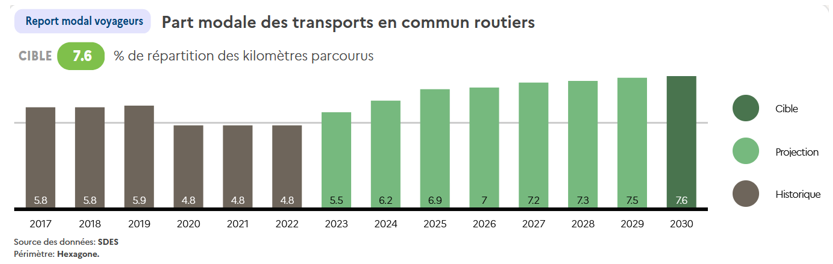 Report modal voyageurs
Part modale des transports en commun routiers
CIBLE 7.6 % de répartition des kilomètres parcourus
5.8 5.8 5.9 4.8 4.8 4.8 5.5 6.2 6.9 7 7.2 7.3 7.5 7.6
2017 2018 2019 2020 2021 2022 2023 2024 2025 2026 2027 2028 2029 2030
Cible
Projection
Historique
Source des données: SDES
Périmètre: Hexagone.